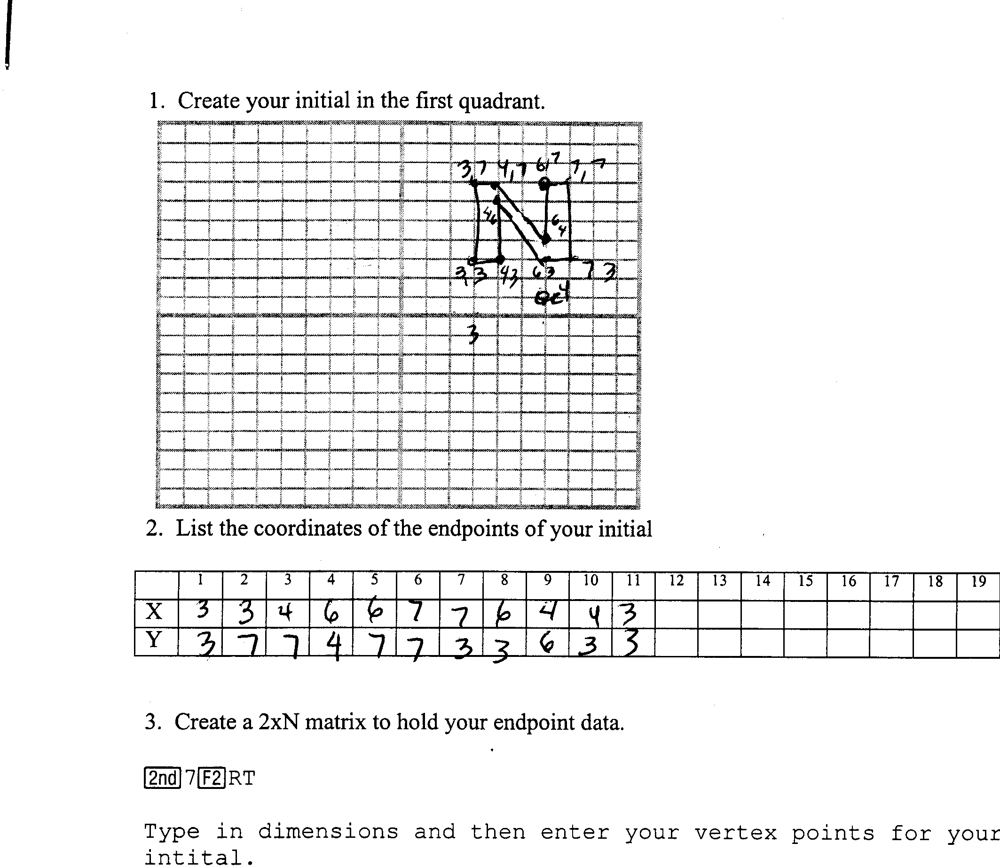 1. Create your initial in the first quadrant.
3,7 4,7 6,7 7,7
4,6 6 4
3,3 4,3 6 3 7 3
3
2. List the coordinates of the endpoints of your initial
1 2 3 4 5 6 7 8 9 10 11 12 13 14 15 16 17 18 19
X 3 3 4 6 6 7 7 6 4 4 3
Y 3 7 7 4 7 7 3 3 6 3 3
3. Create a 2xN matrix to hold your endpoint data.
2nd 7 F2 RT
Type in dimensions and then enter your vertex points for your
intital.